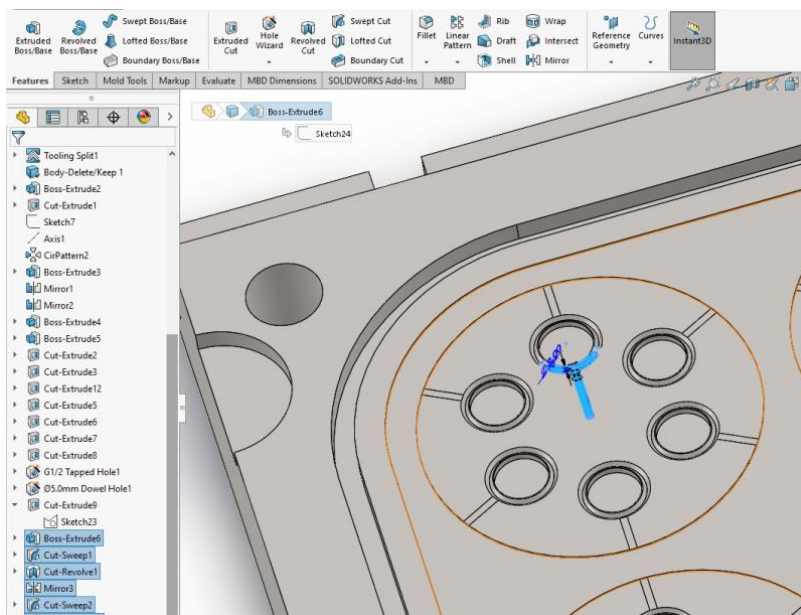 Extruded Boss/Base
Revolved Boss/Base
Swept Boss/Base
Lofted Boss/Base
Boundary Boss/Base
Extruded Cut
Hole Wizard
Revolved Cut
Swept Cut
Lofted Cut
Boundary Cut
Fillet
Linear Pattern
Rib
Draft
Shell
Wrap
Intersect
Mirror
Reference Geometry
Curves
Instant3D
Features Sketch Mold Tools Markup Evaluate MBD Dimensions SOLIDWORKS Add-Ins MBD
Boss-Extrude6
Sketch24
Tooling Split1
Body-Delete/Keep 1
Boss-Extrude2
Cut-Extrude1
Sketch7
Axis1
CirPattern2
Boss-Extrude3
Mirror1
Mirror2
Boss-Extrude4
Boss-Extrude5
Cut-Extrude2
Cut-Extrude3
Cut-Extrude12
Cut-Extrude5
Cut-Extrude6
Cut-Extrude7
Cut-Extrude8
G1/2 Tapped Hole1
Ø5.0mm Dowel Hole1
Cut-Extrude9
Sketch23
Boss-Extrude6
Cut-Sweep1
Cut-Revolve1
Mirror3
Cut-Sweep2